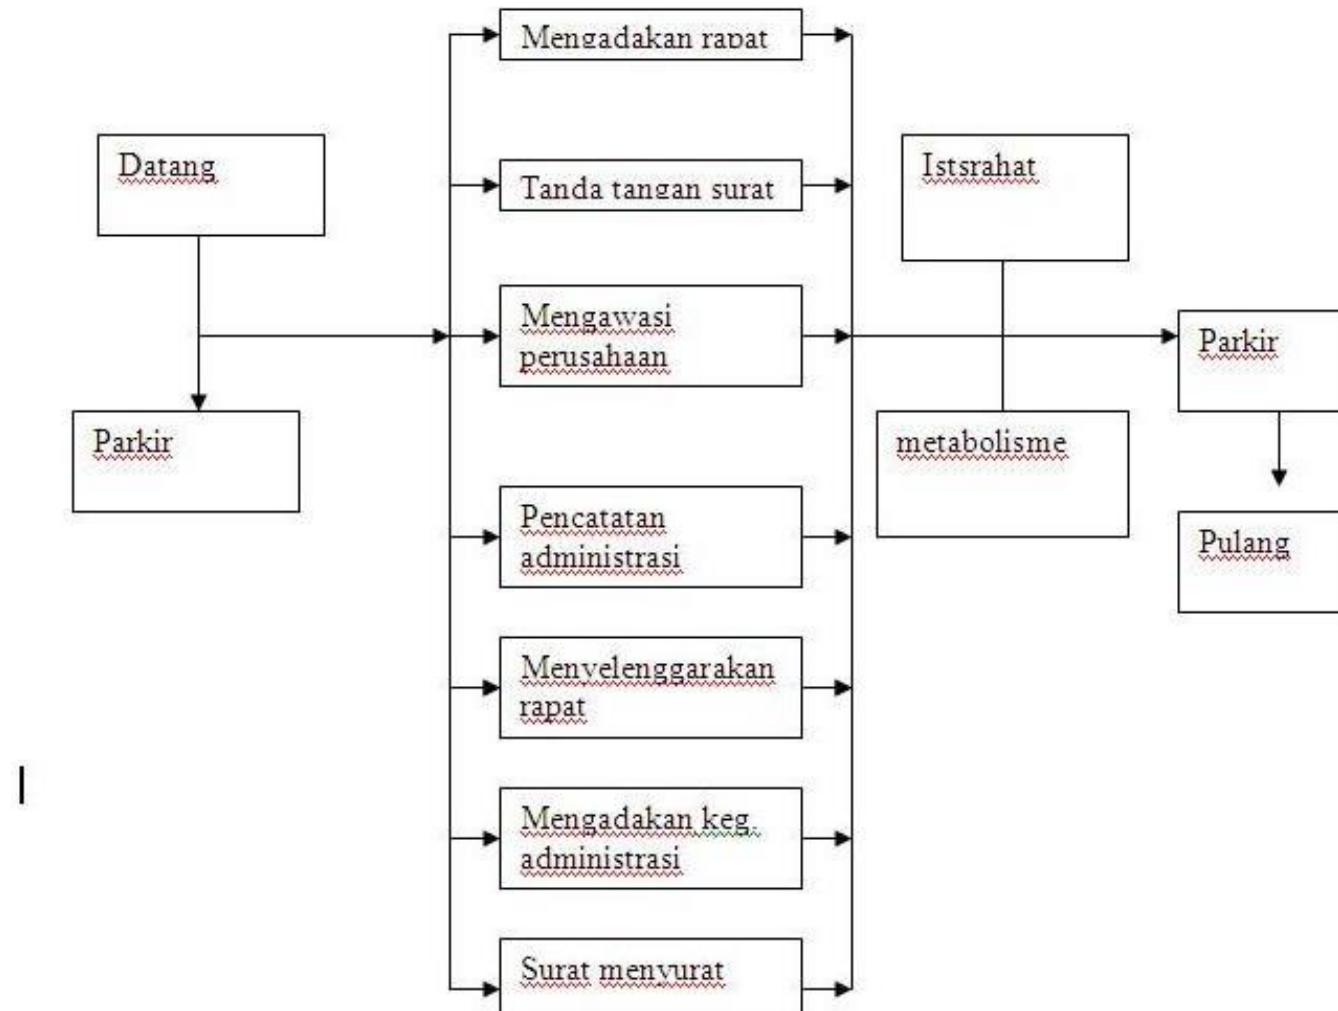 Datang
Parkir
Mengadakan rapat
Tanda tangan surat
Mengawasi
perusahaan
Pencatatan
administrasi
Menyelenggarakan
rapat
Mengadakan keg.
administrasi
Surat menyurat
Istsrahat
metabolisme
Parkir
Pulang